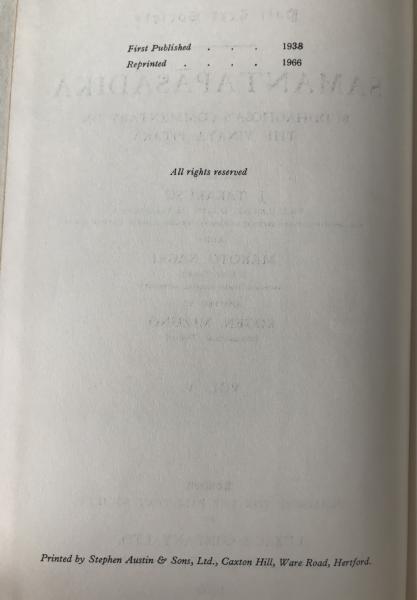 First Published . . . 1938
Reprinted . . . . 1966
All rights reserved
Printed by Stephen Austin & Sons, Ltd., Caxton Hill, Ware Road, Hertford.